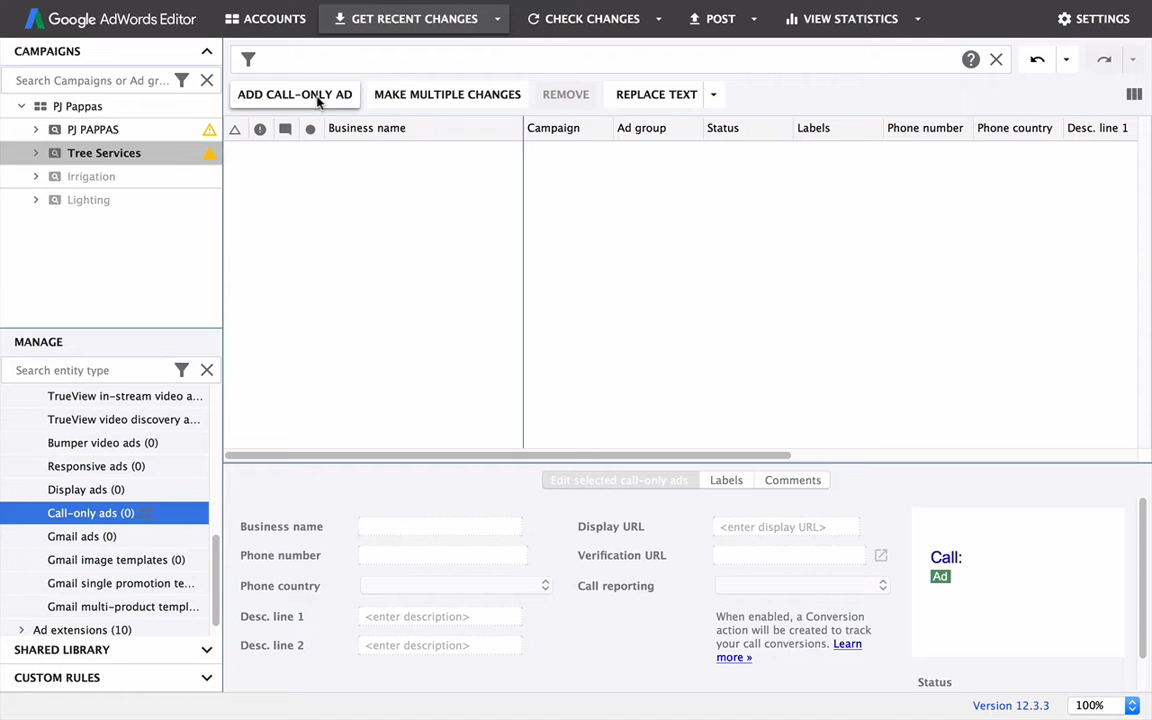 Google AdWords Editor
ACCOUNTS
GET RECENT CHANGES
CHECK CHANGES
POST
VIEW STATISTICS
SETTINGS
CAMPAIGNS
Search Campaigns or Ad gr...
PJ Pappas
PJ PAPPAS
Tree Services
Irrigation
Lighting
ADD CALL-ONLY AD
MAKE MULTIPLE CHANGES
REMOVE
REPLACE TEXT
Business name
Campaign
Ad group
Status
Labels
Phone number
Phone country
Desc. line 1
MANAGE
Search entity type
TrueView in-stream video a...
TrueView video discovery a...
Bumper video ads (0)
Responsive ads (0)
Display ads (0)
Call-only ads (0)
Gmail ads (0)
Gmail image templates (0)
Gmail single promotion te...
Gmail multi-product templ...
Ad extensions (10)
SHARED LIBRARY
CUSTOM RULES
Edit selected call-only ads
Labels
Comments
Business name
Phone number
Phone country
Desc. line 1
<enter description>
Desc. line 2
<enter description>
Display URL
<enter display URL>
Verification URL
Call reporting
When enabled, a Conversion
action will be created to track
your call conversions. Learn
more »
Call:
Ad
Status
Version 12.3.3
100%